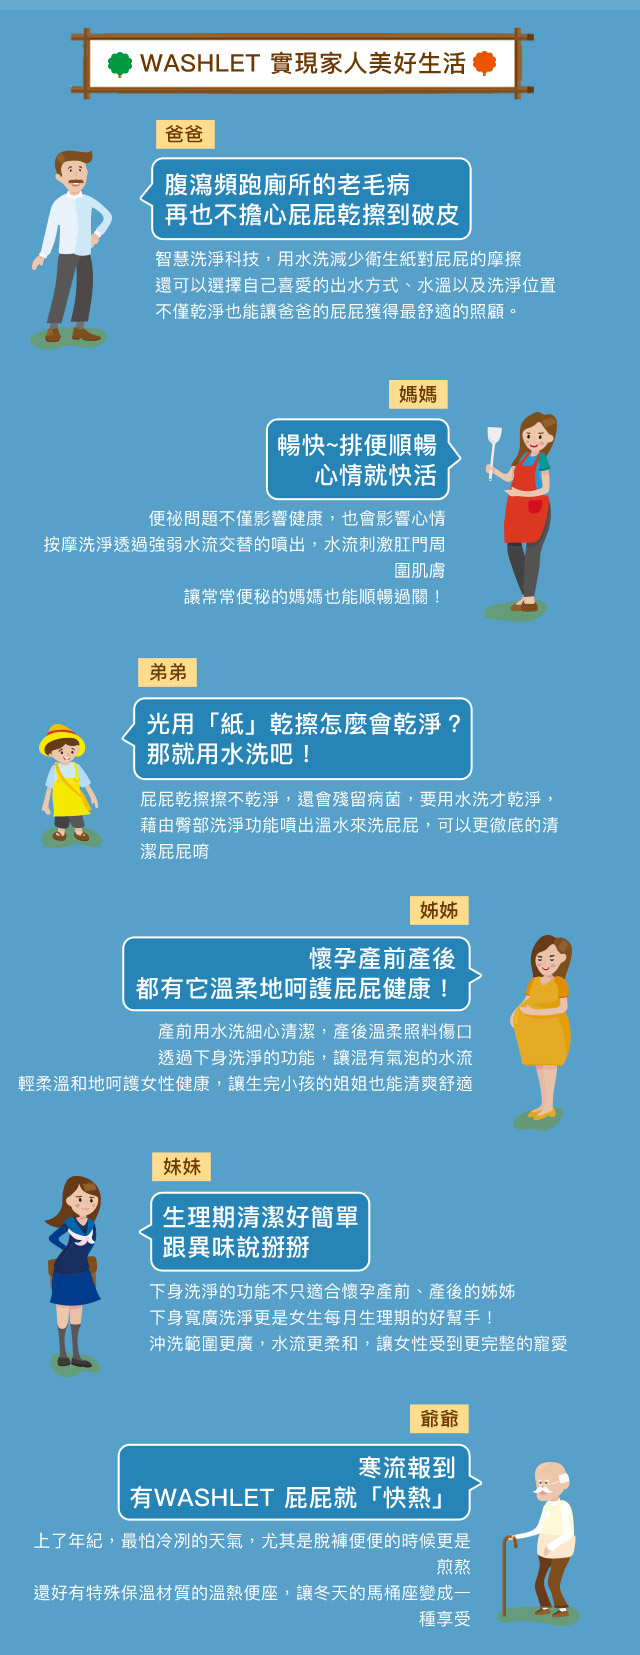 WASHLET 實現家人美好生活
爸爸
腹瀉頻跑廁所的老毛病
再也不擔心屁屁乾擦到破皮
智慧洗淨科技，用水洗減少衛生紙對屁屁的摩擦
還可以選擇自己喜愛的出水方式、水溫以及洗淨位置
不僅乾淨也能讓爸爸的屁屁獲得最舒適的照顧。
媽媽
暢快~排便順暢
心情就快活
便祕問題不僅影響健康，也會影響心情
按摩洗淨透過強弱水流交替的噴出，水流刺激肛門周
圍肌膚
讓常常便秘的媽媽也能順暢過關！
弟弟
光用「紙」乾擦怎麼會乾淨？
那就用水洗吧！
屁屁乾擦擦不乾淨，還會殘留病菌，要用水洗才乾淨，
藉由臀部洗淨功能噴出溫水來洗屁屁，可以更徹底的清
潔屁屁唷
姊姊
懷孕產前產後
都有它溫柔地呵護屁屁健康！
產前用水洗細心清潔，產後溫柔照料傷口
透過下身洗淨的功能，讓混有氣泡的水流
輕柔溫和地呵護女性健康，讓生完小孩的姐姐也能清爽舒適
妹妹
生理期清潔好簡單
跟異味說掰掰
下身洗淨的功能不只適合懷孕產前、產後的姊姊
下身寬廣洗淨更是女生每月生理期的好幫手！
沖洗範圍更廣，水流更柔和，讓女性受到更完整的寵愛
爺爺
寒流報到
有WASHLET 屁屁就「快熱」
上了年紀，最怕冷冽的天氣，尤其是脫褲便便的時候更是
煎熬
還好有特殊保溫材質的溫熱便座，讓冬天的馬桶座變成一
種享受